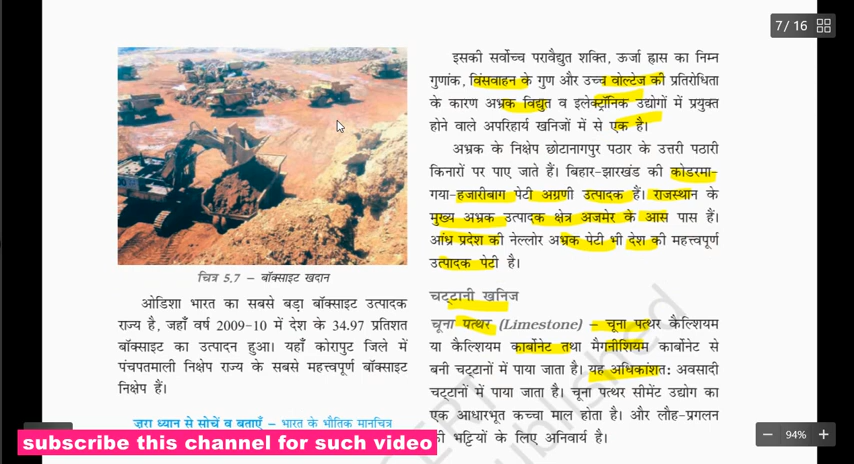 7 / 16
चित्र 5.7 – बॉक्साइट खदान
ओडिशा भारत का सबसे बड़ा बॉक्साइट उत्पादक
राज्य है, जहाँ वर्ष 2009-10 में देश के 34.97 प्रतिशत
बॉक्साइट का उत्पादन हुआ। यहाँ कोरापुट जिले में
पंचपतमाली निक्षेप राज्य के सबसे महत्त्वपूर्ण बॉक्साइट
निक्षेप हैं।
ज़रा ध्यान से सोचें व बताएँ – भारत के भौतिक मानचित्र
subscribe this channel for such video
इसकी सर्वोच्च परावैद्युत शक्ति, ऊर्जा ह्रास का निम्न
गुणांक, विंसवाहन के गुण और उच्च वोल्टेज की प्रतिरोधिता
के कारण अभ्रक विद्युत व इलेक्ट्रॉनिक उद्योगों में प्रयुक्त
होने वाले अपरिहार्य खनिजों में से एक है।
अभ्रक के निक्षेप छोटानागपुर पठार के उत्तरी पठारी
किनारों पर पाए जाते हैं। बिहार-झारखंड की कोडरमा-
गया-हजारीबाग पेटी अग्रणी उत्पादक हैं। राजस्थान के
मुख्य अभ्रक उत्पादक क्षेत्र अजमेर के आस पास हैं।
आंध्र प्रदेश की नेल्लोर अभ्रक पेटी भी देश की महत्त्वपूर्ण
उत्पादक पेटी है।
चट्टानी खनिज
चूना पत्थर (Limestone) – चूना पत्थर कैल्शियम
या कैल्शियम कार्बोनेट तथा मैगनीशियम कार्बोनेट से
बनी चट्टानों में पाया जाता है। यह अधिकांशत: अवसादी
चट्टानों में पाया जाता है। चूना पत्थर सीमेंट उद्योग का
एक आधारभूत कच्चा माल होता है। और लौह-प्रगलन
की भट्टियों के लिए अनिवार्य है।
94%